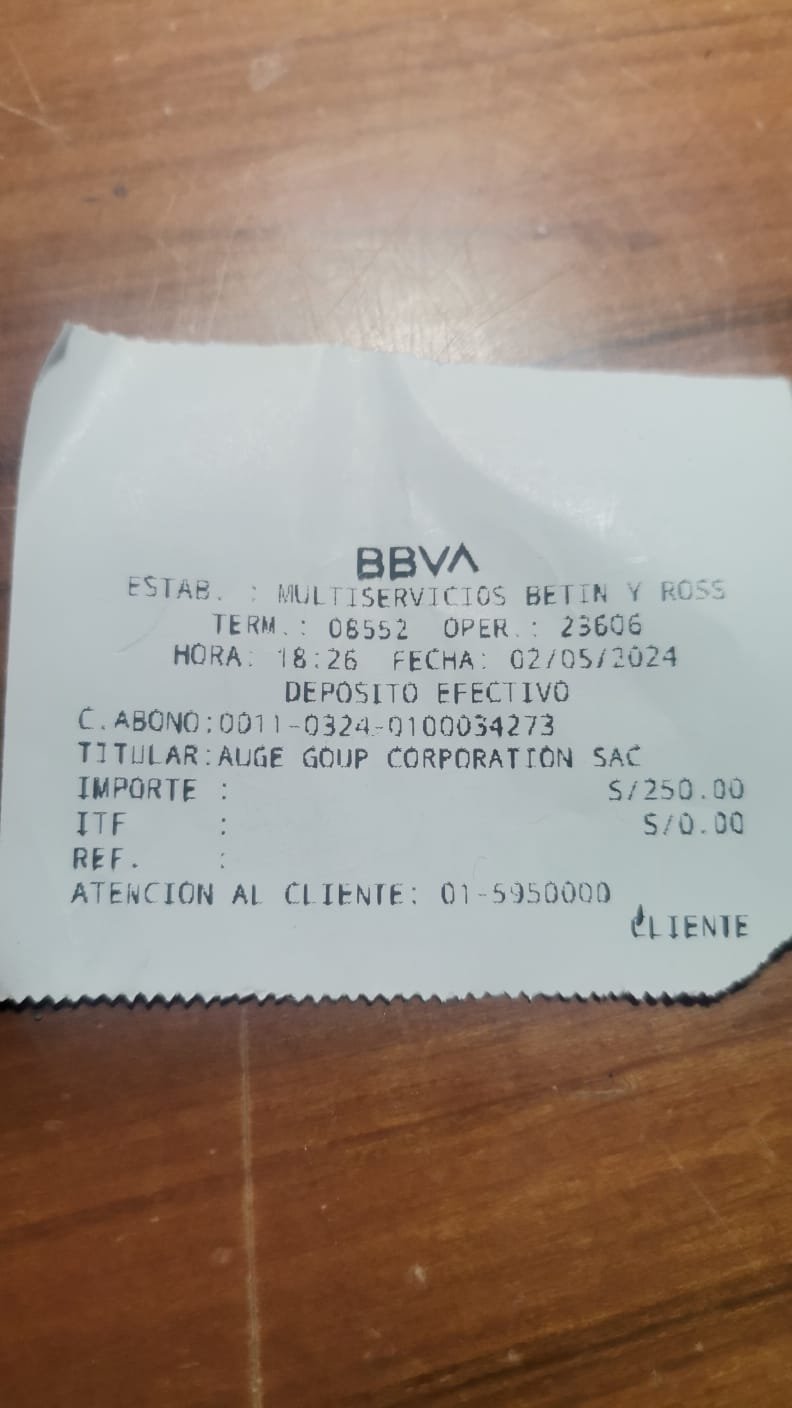 BBVA
ESTAB. : MULTISERVICIOS BETIN Y ROSS
TERM.: 08552 OPER.: 23606
HORA: 18:26 FECHA: 02/05/2024
DEPOSITO EFECTIVO
C.ABONO:0011-0324-0100034273
TITULAR:AUGE GOUP CORPORATION SAC
IMPORTE : S/250.00
ITF : S/0.00
REF. :
ATENCION AL CLIENTE: 01-5950000
CLIENTE